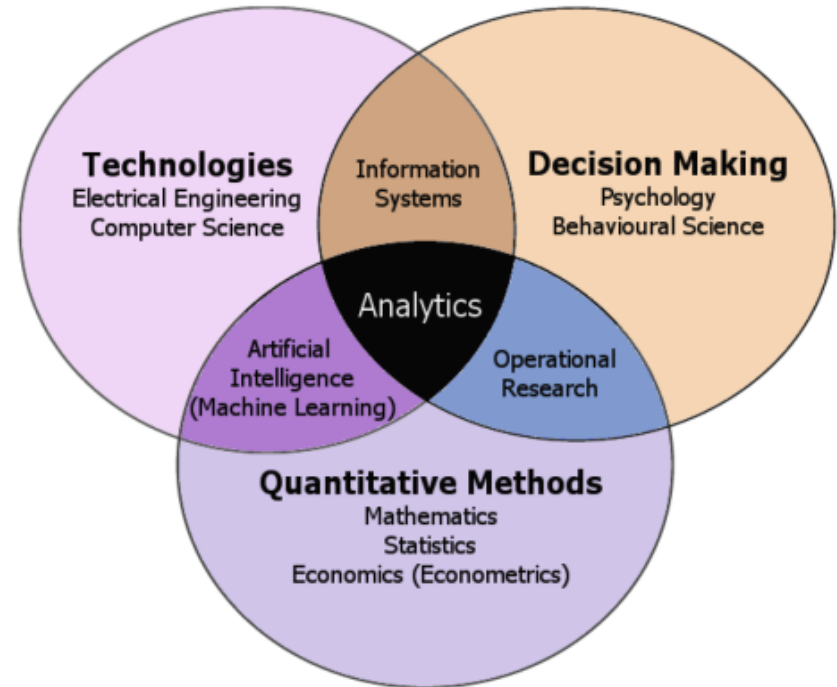 Technologies
Electrical Engineering
Computer Science
Information
Systems
Decision Making
Psychology
Behavioural Science
Analytics
Artificial
Intelligence
(Machine Learning)
Operational
Research
Quantitative Methods
Mathematics
Statistics
Economics (Econometrics)